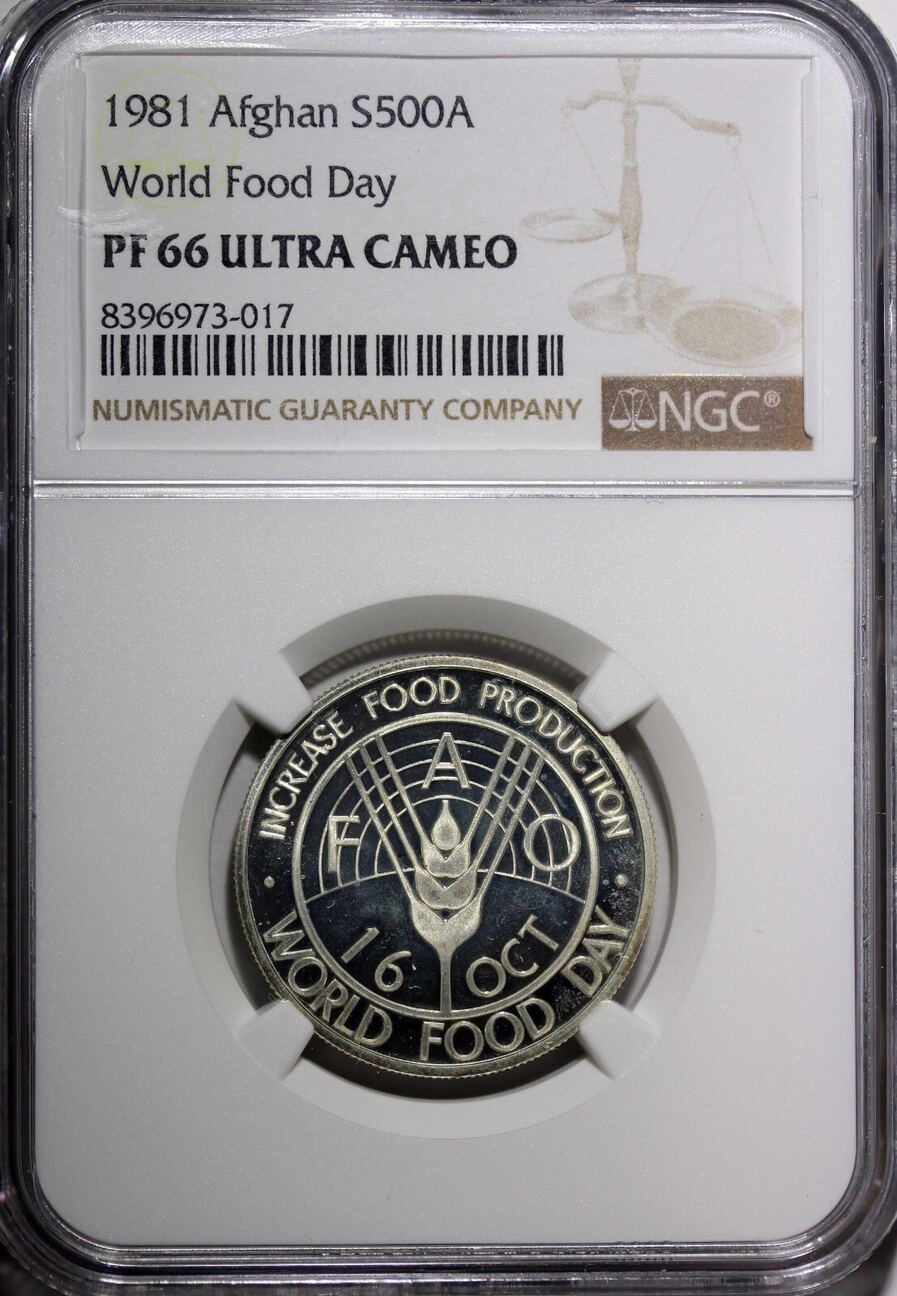 1981 Afghan S500A
World Food Day
PF 66 ULTRA CAMEO
8396973-017
NUMISMATIC GUARANTY COMPANY
NGC®
INCREASE FOOD PRODUCTION
F A O
16 OCT
• WORLD FOOD DAY •